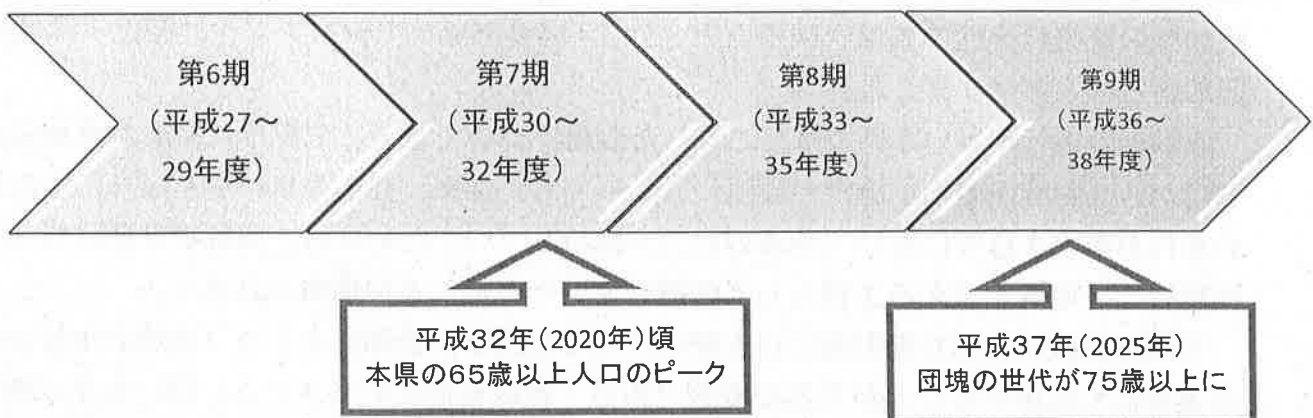 第6期
(平成27～
29年度)
第7期
(平成30～
32年度)
第8期
(平成33～
35年度)
第9期
(平成36～
38年度)
平成32年(2020年)頃
本県の65歳以上人口のピーク
平成37年(2025年)
団塊の世代が75歳以上に